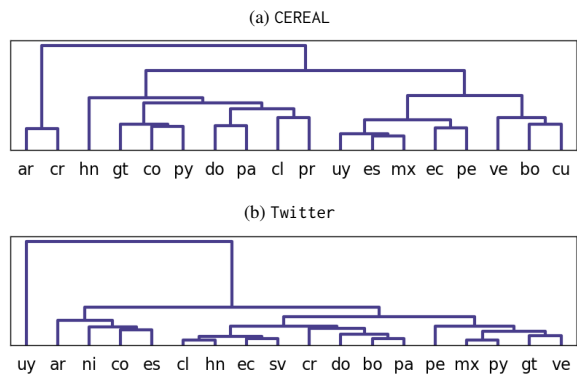 (a) CEREAL
ar cr hn gt co py do pa cl pr uy es mx ec pe ve bo cu
(b) Twitter
uy ar ni co es cl hn ec sv cr do bo pa pe mx py gt ve